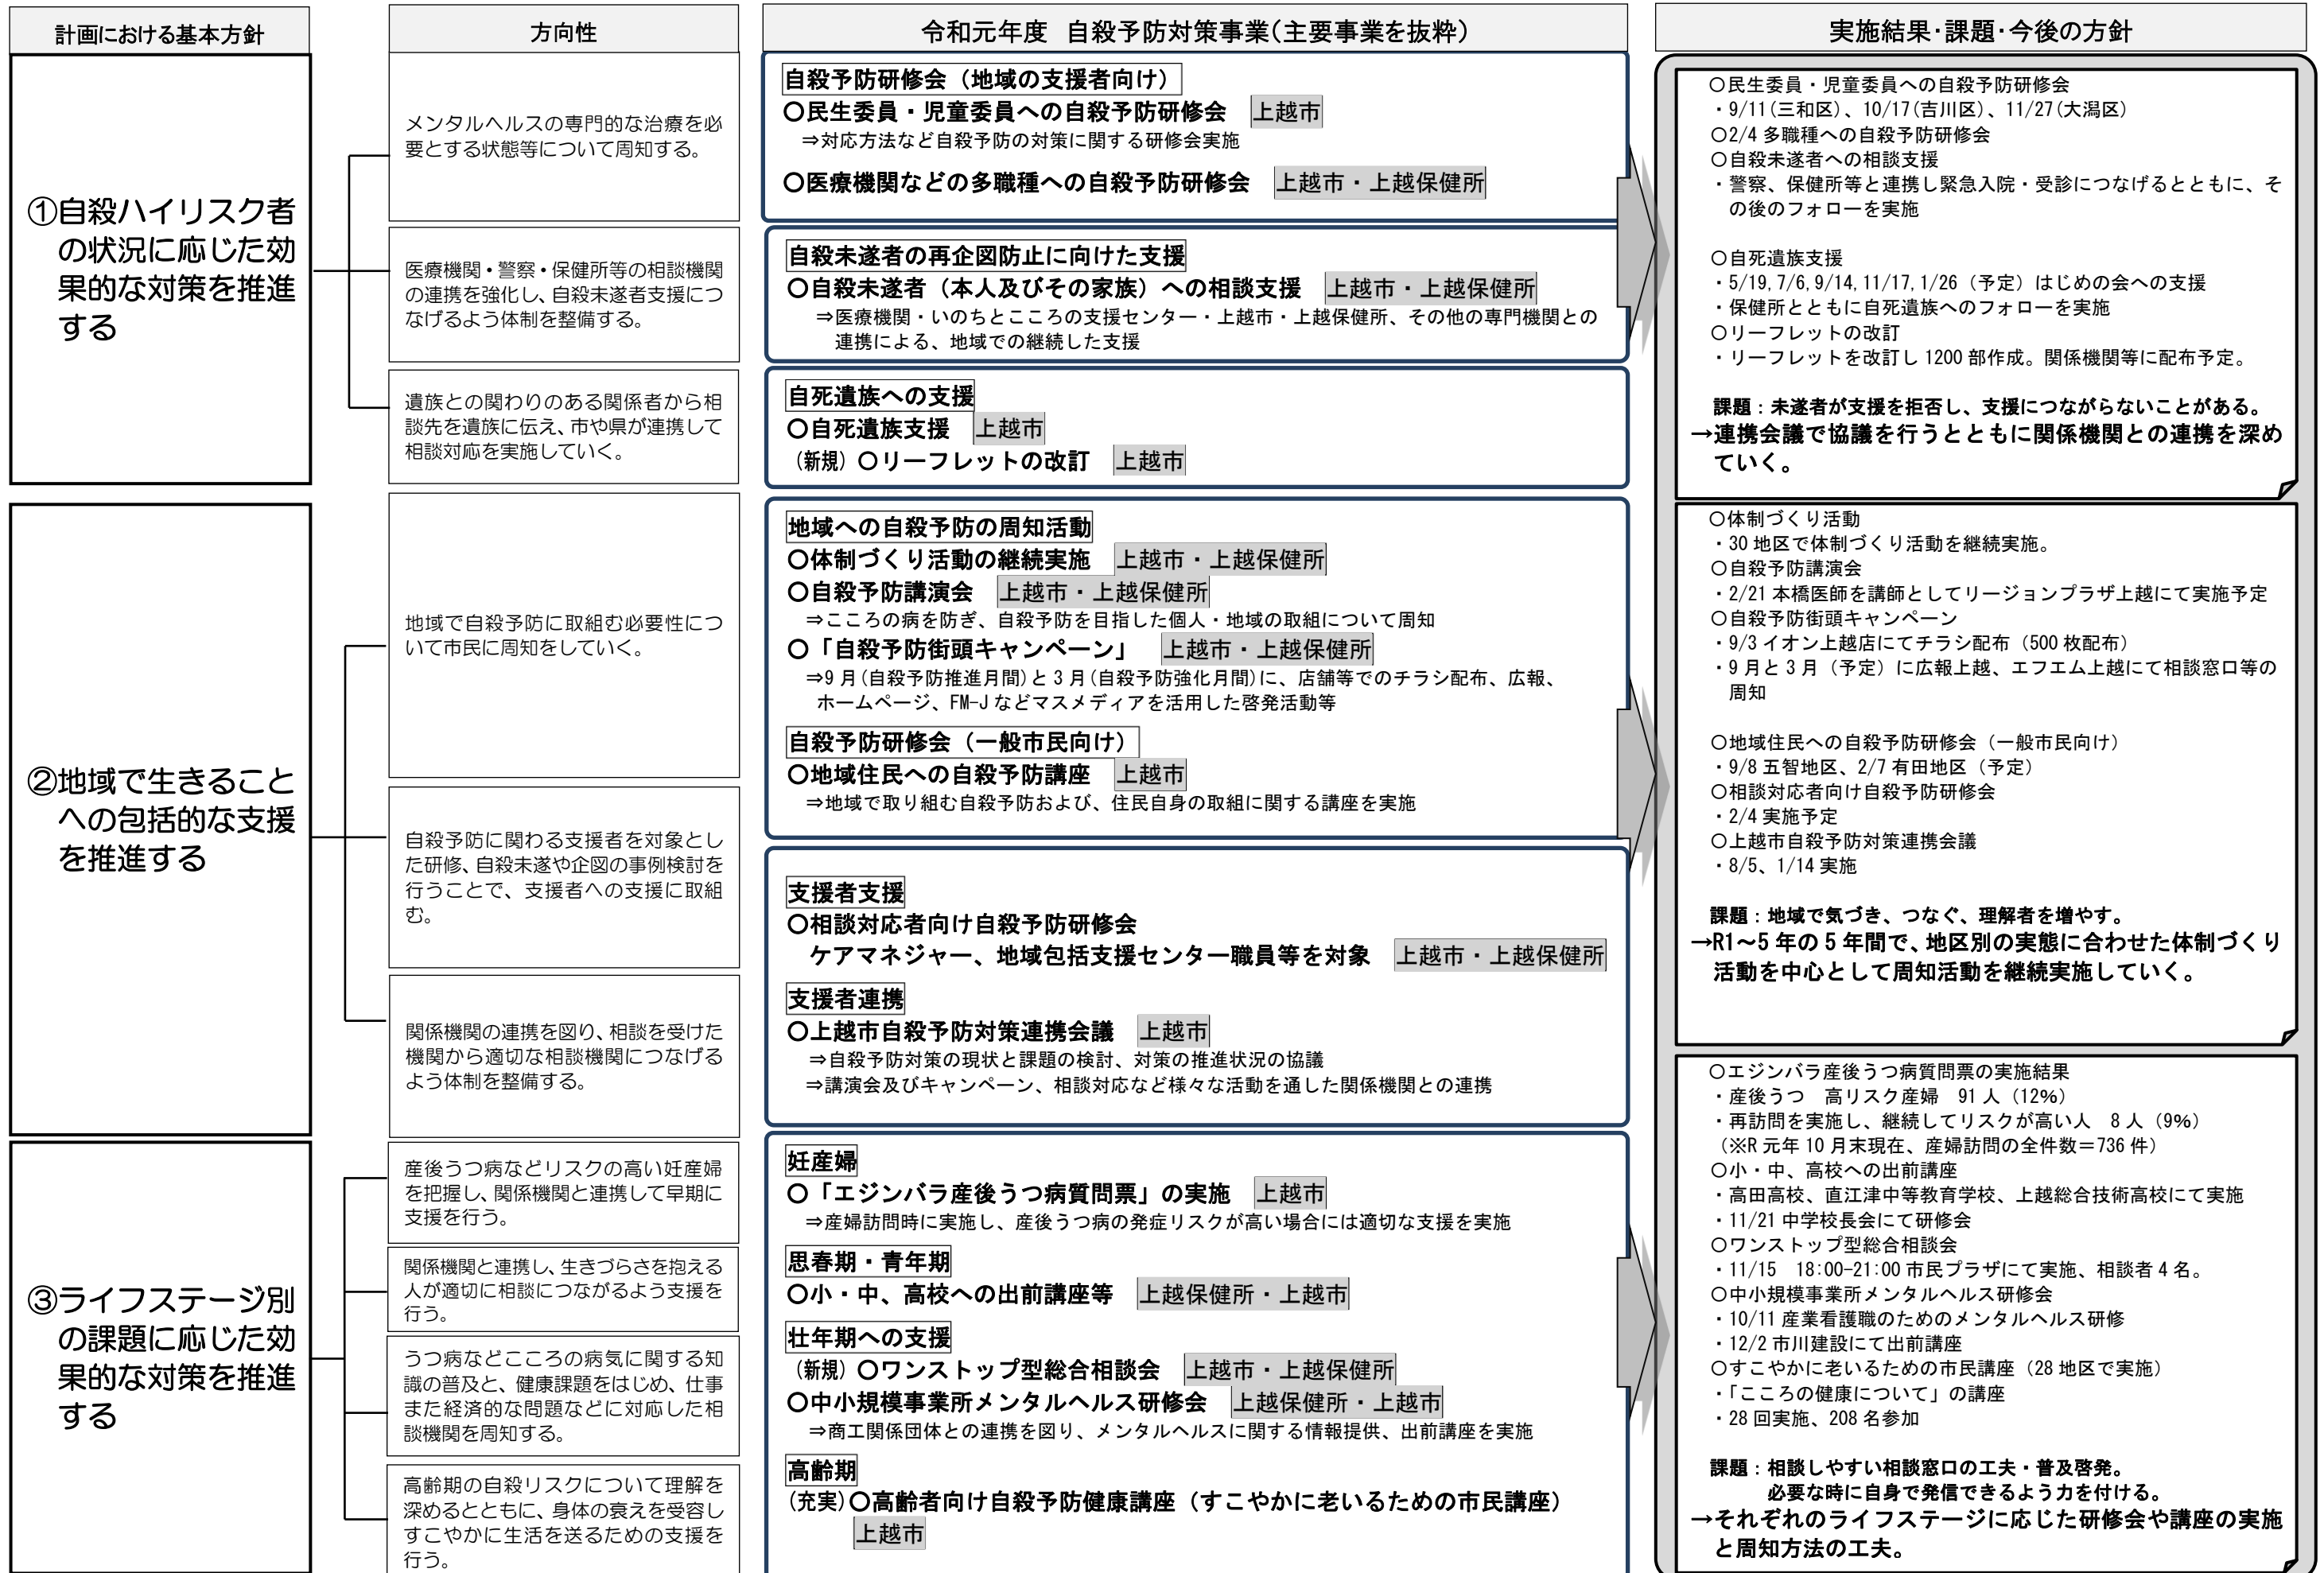 計画における基本方針
方向性
令和元年度 自殺予防対策事業(主要事業を抜粋)
実施結果・課題・今後の方針
①自殺ハイリスク者
の状況に応じた効
果的な対策を推進
する
メンタルヘルスの専門的な治療を必
要とする状態等について周知する。
医療機関・警察・保健所等の相談機関
の連携を強化し、自殺未遂者支援につ
なげるよう体制を整備する。
遺族との関わりのある関係者から相
談先を遺族に伝え、市や県が連携して
相談対応を実施していく。
自殺予防研修会（地域の支援者向け）
〇民生委員・児童委員への自殺予防研修会 上越市
⇒対応方法など自殺予防の対策に関する研修会実施
〇医療機関などの多職種への自殺予防研修会 上越市・上越保健所
自殺未遂者の再企図防止に向けた支援
〇自殺未遂者（本人及びその家族）への相談支援 上越市・上越保健所
⇒医療機関・いのちとこころの支援センター・上越市・上越保健所、その他の専門機関との
連携による、地域での継続した支援
自死遺族への支援
〇自死遺族支援 上越市
（新規）〇リーフレットの改訂 上越市
〇民生委員・児童委員への自殺予防研修会
・9/11(三和区)、10/17(吉川区)、11/27(大潟区)
〇2/4 多職種への自殺予防研修会
〇自殺未遂者への相談支援
・警察、保健所等と連携し緊急入院・受診につなげるとともに、そ
の後のフォローを実施
〇自死遺族支援
・5/19,7/6,9/14,11/17,1/26（予定）はじめの会への支援
・保健所とともに自死遺族へのフォローを実施
〇リーフレットの改訂
・リーフレットを改訂し 1200 部作成。関係機関等に配布予定。
課題：未遂者が支援を拒否し、支援につながらないことがある。
→連携会議で協議を行うとともに関係機関との連携を深め
ていく。
②地域で生きること
への包括的な支援
を推進する
地域で自殺予防に取組む必要性につ
いて市民に周知をしていく。
自殺予防に関わる支援者を対象とし
た研修、自殺未遂や企図の事例検討を
行うことで、支援者への支援に取組
む。
関係機関の連携を図り、相談を受けた
機関から適切な相談機関につなげる
よう体制を整備する。
地域への自殺予防の周知活動
〇体制づくり活動の継続実施 上越市・上越保健所
〇自殺予防講演会 上越市・上越保健所
⇒こころの病を防ぎ、自殺予防を目指した個人・地域の取組について周知
〇「自殺予防街頭キャンペーン」 上越市・上越保健所
⇒9 月(自殺予防推進月間)と 3 月(自殺予防強化月間)に、店舗等でのチラシ配布、広報、
ホームページ、FM-J などマスメディアを活用した啓発活動等
自殺予防研修会（一般市民向け）
〇地域住民への自殺予防講座 上越市
⇒地域で取り組む自殺予防および、住民自身の取組に関する講座を実施
支援者支援
〇相談対応者向け自殺予防研修会
ケアマネジャー、地域包括支援センター職員等を対象 上越市・上越保健所
支援者連携
〇上越市自殺予防対策連携会議 上越市
⇒自殺予防対策の現状と課題の検討、対策の推進状況の協議
⇒講演会及びキャンペーン、相談対応など様々な活動を通した関係機関との連携
〇体制づくり活動
・30 地区で体制づくり活動を継続実施。
〇自殺予防講演会
・2/21 本橋医師を講師としてリージョンプラザ上越にて実施予定
〇自殺予防街頭キャンペーン
・9/3 イオン上越店にてチラシ配布（500 枚配布）
・9 月と 3 月（予定）に広報上越、エフエム上越にて相談窓口等の
周知
〇地域住民への自殺予防研修会（一般市民向け）
・9/8 五智地区、2/7 有田地区（予定）
〇相談対応者向け自殺予防研修会
・2/4 実施予定
〇上越市自殺予防対策連携会議
・8/5、1/14 実施
課題：地域で気づき、つなぐ、理解者を増やす。
→R1～5 年の 5 年間で、地区別の実態に合わせた体制づくり
活動を中心として周知活動を継続実施していく。
③ライフステージ別
の課題に応じた効
果的な対策を推進
する
産後うつ病などリスクの高い妊産婦
を把握し、関係機関と連携して早期に
支援を行う。
関係機関と連携し、生きづらさを抱える
人が適切に相談につながるよう支援を
行う。
うつ病などこころの病気に関する知
識の普及と、健康課題をはじめ、仕事
また経済的な問題などに対応した相
談機関を周知する。
高齢期の自殺リスクについて理解を
深めるとともに、身体の衰えを受容し
すこやかに生活を送るための支援を
行う。
妊産婦
〇「エジンバラ産後うつ病質問票」の実施 上越市
⇒産婦訪問時に実施し、産後うつ病の発症リスクが高い場合には適切な支援を実施
思春期・青年期
〇小・中、高校への出前講座等 上越保健所・上越市
壮年期への支援
（新規）〇ワンストップ型総合相談会 上越市・上越保健所
〇中小規模事業所メンタルヘルス研修会 上越保健所・上越市
⇒商工関係団体との連携を図り、メンタルヘルスに関する情報提供、出前講座を実施
高齢期
（充実）〇高齢者向け自殺予防健康講座（すこやかに老いるための市民講座）
上越市
〇エジンバラ産後うつ病質問票の実施結果
・産後うつ 高リスク産婦 91 人（12%）
・再訪問を実施し、継続してリスクが高い人 8 人（9%）
（※R 元年 10 月末現在、産婦訪問の全件数＝736 件）
〇小・中、高校への出前講座
・高田高校、直江津中等教育学校、上越総合技術高校にて実施
・11/21 中学校長会にて研修会
〇ワンストップ型総合相談会
・11/15 18:00-21:00 市民プラザにて実施、相談者 4 名。
〇中小規模事業所メンタルヘルス研修会
・10/11 産業看護職のためのメンタルヘルス研修
・12/2 市川建設にて出前講座
〇すこやかに老いるための市民講座（28 地区で実施）
・「こころの健康について」の講座
・28 回実施、208 名参加
課題：相談しやすい相談窓口の工夫・普及啓発。
必要な時に自身で発信できるよう力を付ける。
→それぞれのライフステージに応じた研修会や講座の実施
と周知方法の工夫。